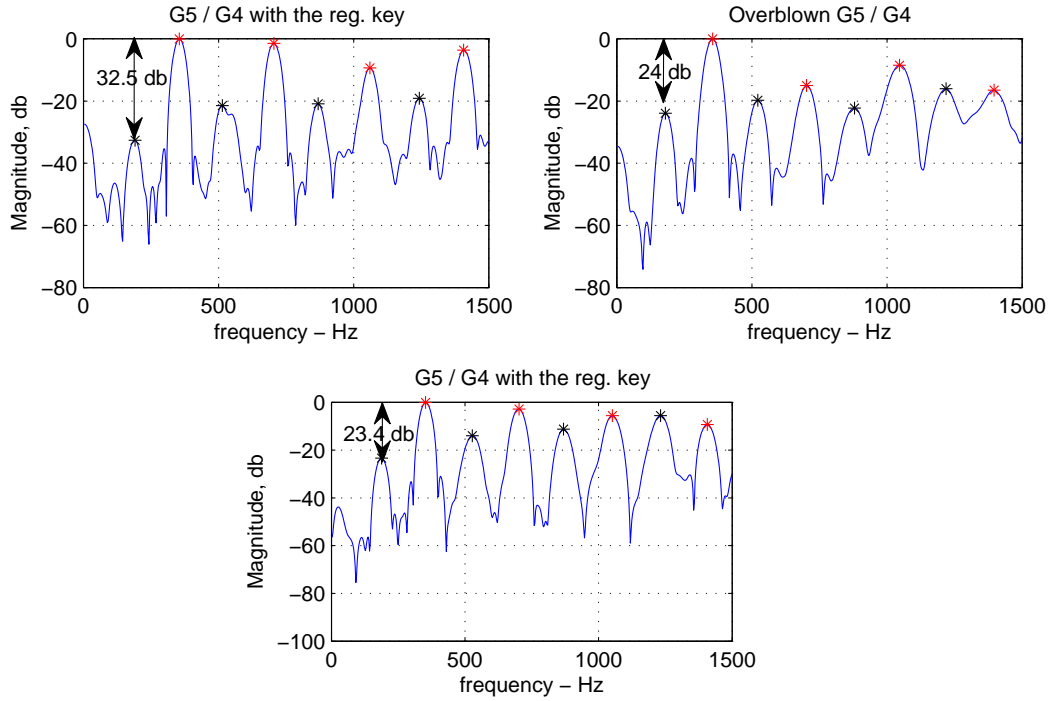 G5 / G4 with the reg. key
0
−20
−40
−60
−80
Magnitude, db
32.5 db
0
500
1000
1500
frequency − Hz
Overblown G5 / G4
0
−20
−40
−60
−80
Magnitude, db
24 db
0
500
1000
1500
frequency − Hz
G5 / G4 with the reg. key
0
−20
−40
−60
−80
−100
Magnitude, db
23.4 db
0
500
1000
1500
frequency − Hz